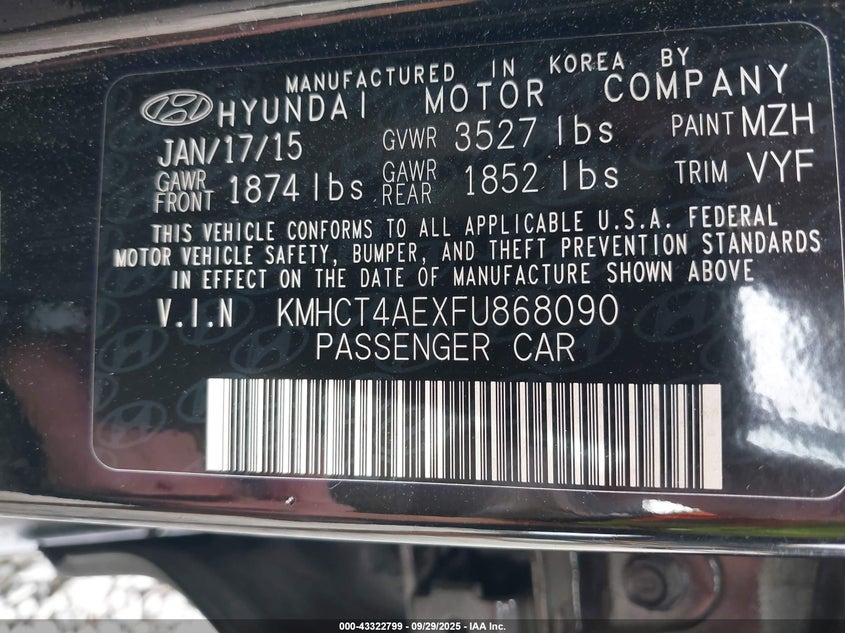 MANUFACTURED IN KOREA BY
HYUNDAI MOTOR COMPANY
JAN/17/15 GVWR 3527 lbs PAINT MZH
GAWR FRONT 1874 lbs GAWR REAR 1852 lbs TRIM VYF
THIS VEHICLE CONFORMS TO ALL APPLICABLE U.S.A. FEDERAL
MOTOR VEHICLE SAFETY, BUMPER, AND THEFT PREVENTION STANDARDS
IN EFFECT ON THE DATE OF MANUFACTURE SHOWN ABOVE
V.I.N KMHCT4AEXFU868090
PASSENGER CAR
000-43322799 - 09/29/2025 - IAA Inc.